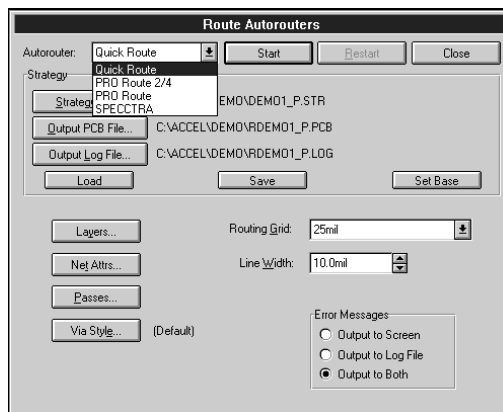 Route Autorouters
Autorouter: Quick Route Start Restart Close
Quick Route
PRO Route 2/4
PRO Route
SPECCTRA
Strategy
EMO\DEMO1_P.STR
Output PCB File... C:\ACCEL\DEMO\RDEMO1_P.PCB
Output Log File... C:\ACCEL\DEMO\RDEMO1_P.LOG
Load Save Set Base
Layers... Routing Grid: 25mil
Net Attrs... Line Width: 10.0mil
Passes...
Via Style... (Default)
Error Messages
Output to Screen
Output to Log File
Output to Both